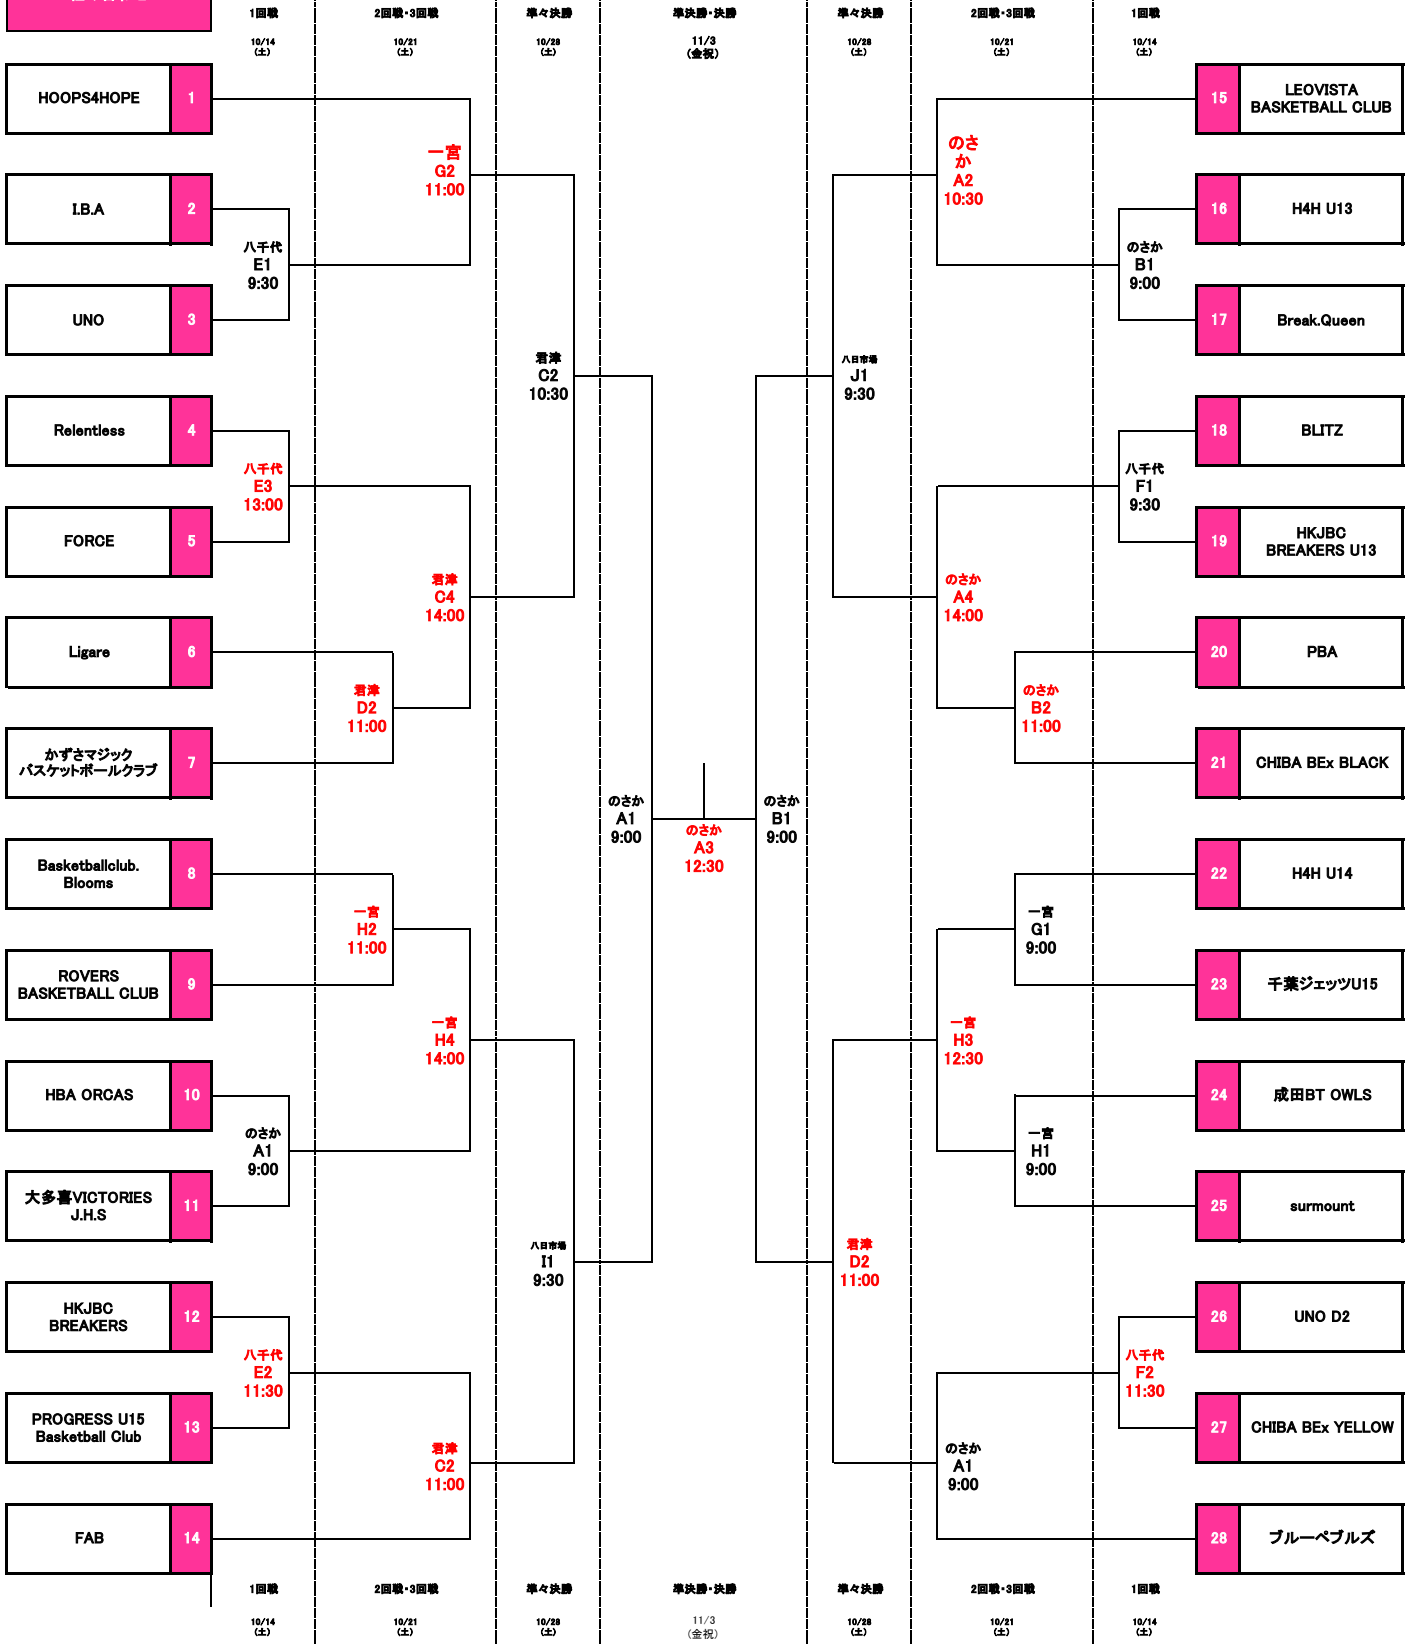 1回戦 2回戦・3回戦 準々決勝 準決勝・決勝 準々決勝 2回戦・3回戦 1回戦
10/14 10/21 10/28 11/3 10/28 10/21 10/14
(土) (土) (土) (金祝) (土) (土) (土)
HOOPS4HOPE 1
I.B.A 2
UNO 3
Relentless 4
FORCE 5
Ligare 6
かずさマジック
バスケットボールクラブ 7
Basketballclub.
Blooms 8
ROVERS
BASKETBALL CLUB 9
HBA ORCAS 10
大多喜VICTORIES
J.H.S 11
HKJBC
BREAKERS 12
PROGRESS U15
Basketball Club 13
FAB 14
八千代
E1
9:30
八千代
E3
13:00
のさか
A1
9:00
八千代
E2
11:30
一宮
G2
11:00
君津
C4
14:00
君津
D2
11:00
一宮
H2
11:00
一宮
H4
14:00
君津
C2
11:00
君津
C2
10:30
八日市場
I1
9:30
のさか
A1
9:00
のさか
A3
12:30
のさか
B1
9:00
八日市場
J1
9:30
君津
D2
11:00
のさ
か
A2
10:30
のさか
A4
14:00
のさか
B2
11:00
一宮
G1
9:00
一宮
H3
12:30
一宮
H1
9:00
のさか
A1
9:00
のさか
B1
9:00
八千代
F1
9:30
八千代
F2
11:30
15 LEOVISTA
BASKETBALL CLUB
16 H4H U13
17 Break.Queen
18 BLITZ
19 HKJBC
BREAKERS U13
20 PBA
21 CHIBA BEx BLACK
22 H4H U14
23 千葉ジェッツU15
24 成田BT OWLS
25 surmount
26 UNO D2
27 CHIBA BEx YELLOW
28 ブルーペブルズ
1回戦 2回戦・3回戦 準々決勝 準決勝・決勝 準々決勝 2回戦・3回戦 1回戦
10/14 10/21 10/28 11/3 10/28 10/21 10/14
(土) (土) (土) (金祝) (土) (土) (土)